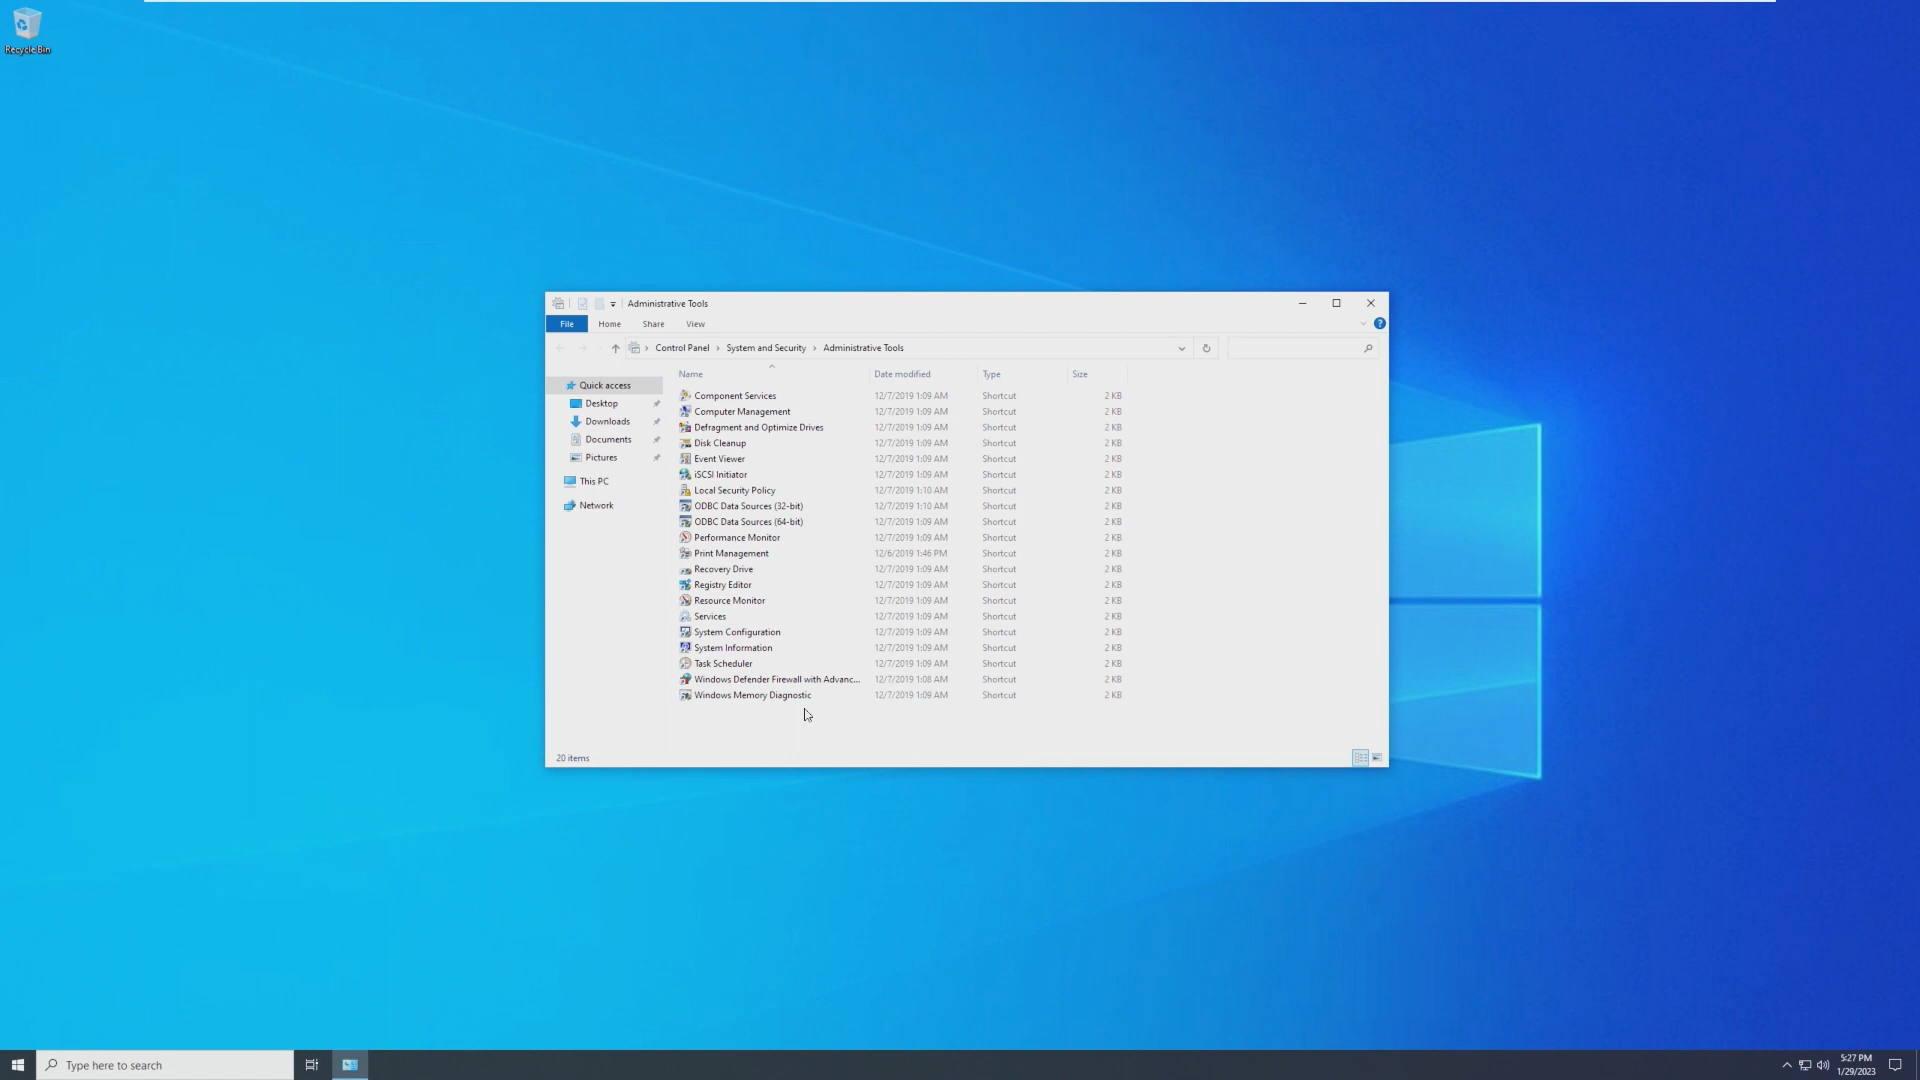 Recycle Bin
Administrative Tools
File Home Share View
Control Panel › System and Security › Administrative Tools
Name Date modified Type Size
Quick access
Desktop
Downloads
Documents
Pictures
This PC
Network
Component Services 12/7/2019 1:09 AM Shortcut 2 KB
Computer Management 12/7/2019 1:09 AM Shortcut 2 KB
Defragment and Optimize Drives 12/7/2019 1:09 AM Shortcut 2 KB
Disk Cleanup 12/7/2019 1:09 AM Shortcut 2 KB
Event Viewer 12/7/2019 1:09 AM Shortcut 2 KB
iSCSI Initiator 12/7/2019 1:09 AM Shortcut 2 KB
Local Security Policy 12/7/2019 1:10 AM Shortcut 2 KB
ODBC Data Sources (32-bit) 12/7/2019 1:10 AM Shortcut 2 KB
ODBC Data Sources (64-bit) 12/7/2019 1:09 AM Shortcut 2 KB
Performance Monitor 12/7/2019 1:09 AM Shortcut 2 KB
Print Management 12/6/2019 1:46 PM Shortcut 2 KB
Recovery Drive 12/7/2019 1:09 AM Shortcut 2 KB
Registry Editor 12/7/2019 1:09 AM Shortcut 2 KB
Resource Monitor 12/7/2019 1:09 AM Shortcut 2 KB
Services 12/7/2019 1:09 AM Shortcut 2 KB
System Configuration 12/7/2019 1:09 AM Shortcut 2 KB
System Information 12/7/2019 1:09 AM Shortcut 2 KB
Task Scheduler 12/7/2019 1:09 AM Shortcut 2 KB
Windows Defender Firewall with Advanc... 12/7/2019 1:08 AM Shortcut 2 KB
Windows Memory Diagnostic 12/7/2019 1:09 AM Shortcut 2 KB
20 items
Type here to search
5:27 PM
1/29/2023